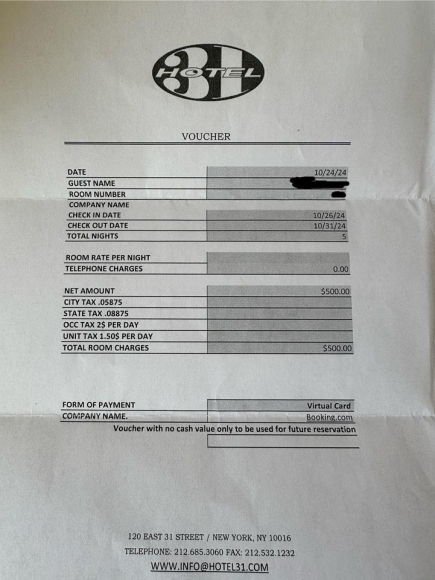 31
HOTEL
VOUCHER
DATE 10/24/24
GUEST NAME
ROOM NUMBER
COMPANY NAME
CHECK IN DATE 10/26/24
CHECK OUT DATE 10/31/24
TOTAL NIGHTS 5
ROOM RATE PER NIGHT
TELEPHONE CHARGES 0.00
NET AMOUNT $500.00
CITY TAX .05875
STATE TAX .08875
OCC TAX 2$ PER DAY
UNIT TAX 1.50$ PER DAY
TOTAL ROOM CHARGES $500.00
FORM OF PAYMENT Virtual Card
COMPANY NAME. Booking.com
Voucher with no cash value only to be used for future reservation
120 EAST 31 STREET / NEW YORK, NY 10016
TELEPHONE: 212.685.3060 FAX: 212.532.1232
WWW.INFO@HOTEL31.COM